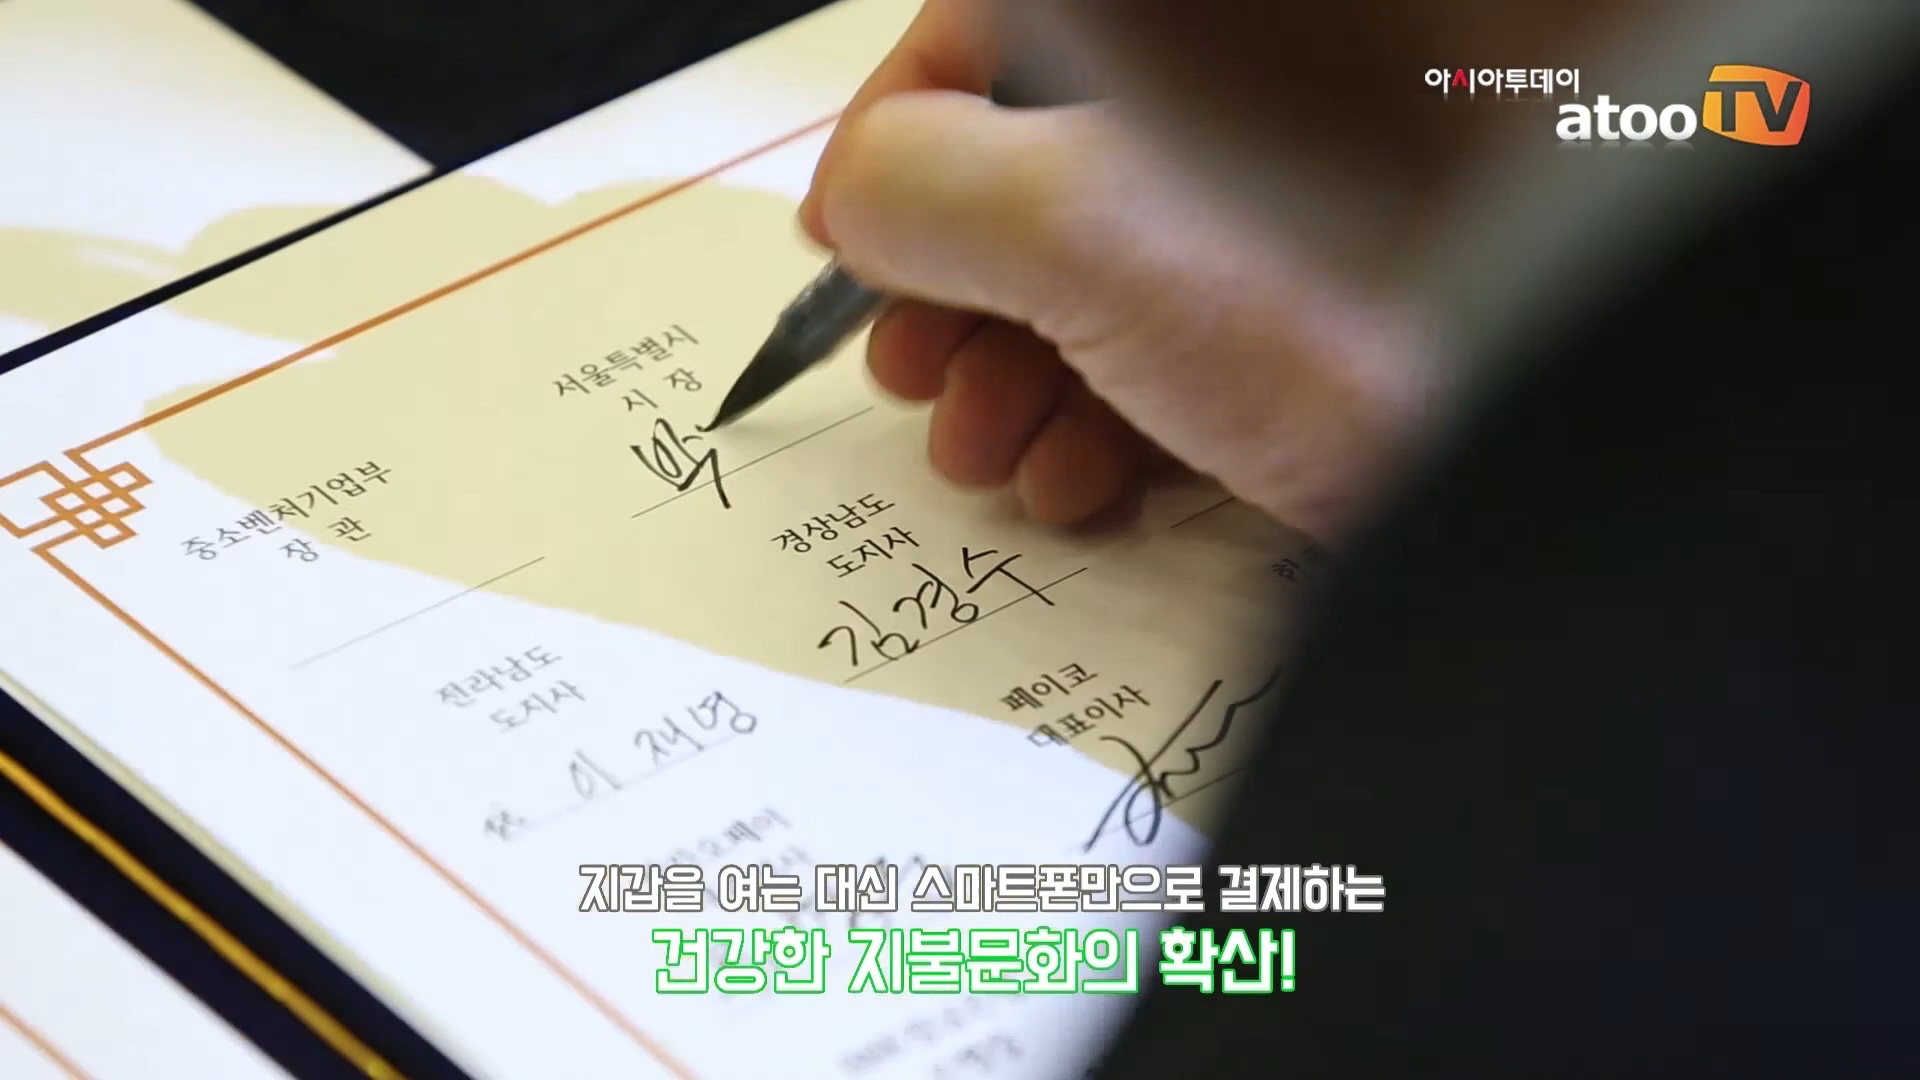 아시아투데이
atooTV
서울특별시
시 장
박
중소벤처기업부
장 관
경상남도
도지사
김경수
전라남도
도지사
이재영
페이코
대표이사
지갑을 여는 대신 스마트폰만으로 결제하는
건강한 지불문화의 확산!